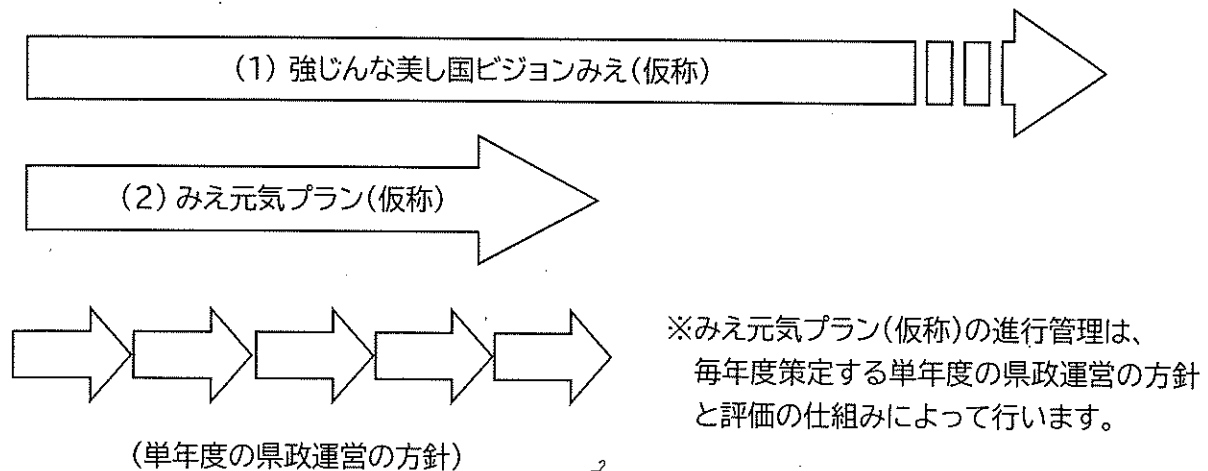 (1) 強じんな美し国ビジョンみえ(仮称)
(2) みえ元気プラン(仮称)
※みえ元気プラン(仮称)の進行管理は、
毎年度策定する単年度の県政運営の方針
と評価の仕組みによって行います。
(単年度の県政運営の方針)